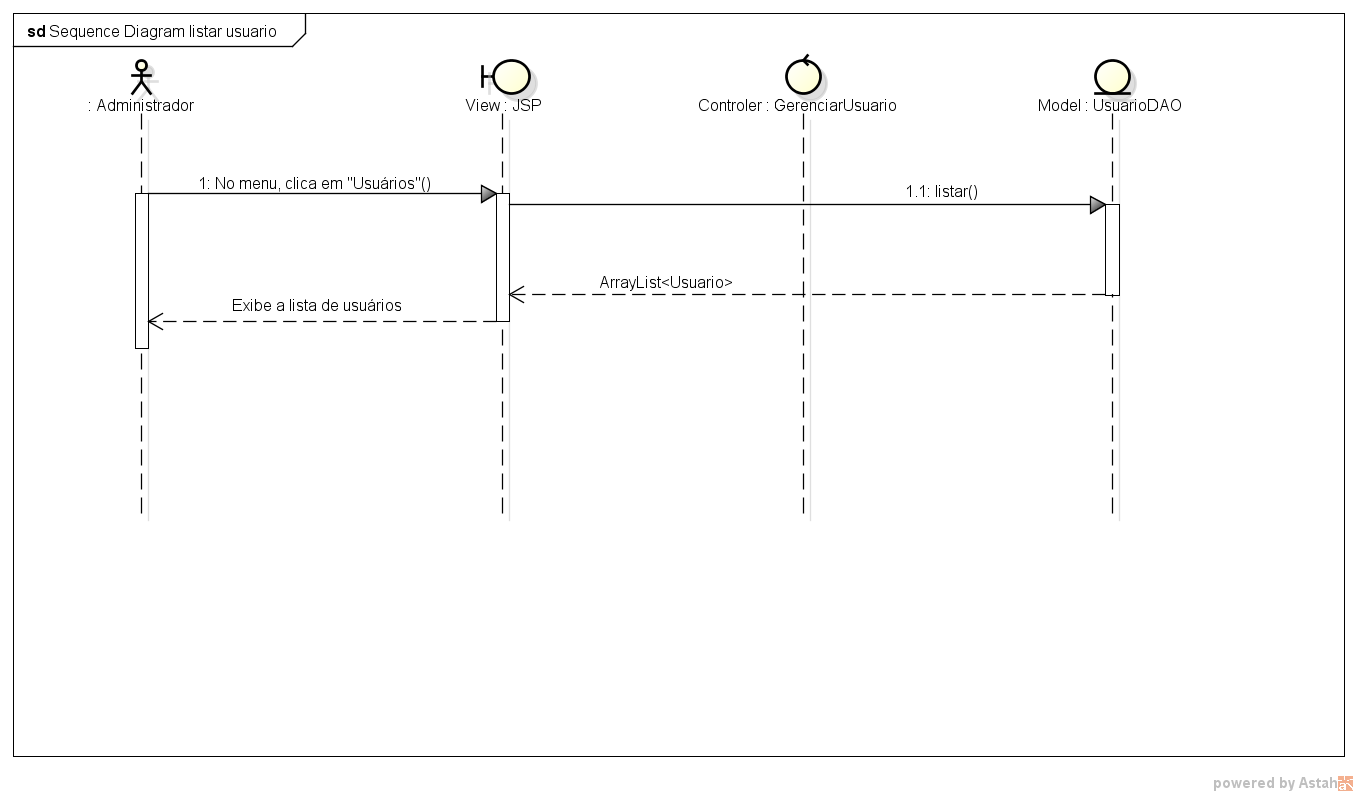 sd Sequence Diagram listar usuario
: Administrador
View : JSP
Controler : GerenciarUsuario
Model : UsuarioDAO
1: No menu, clica em "Usuários"()
1.1: listar()
ArrayList<Usuario>
Exibe a lista de usuários
powered by Astah